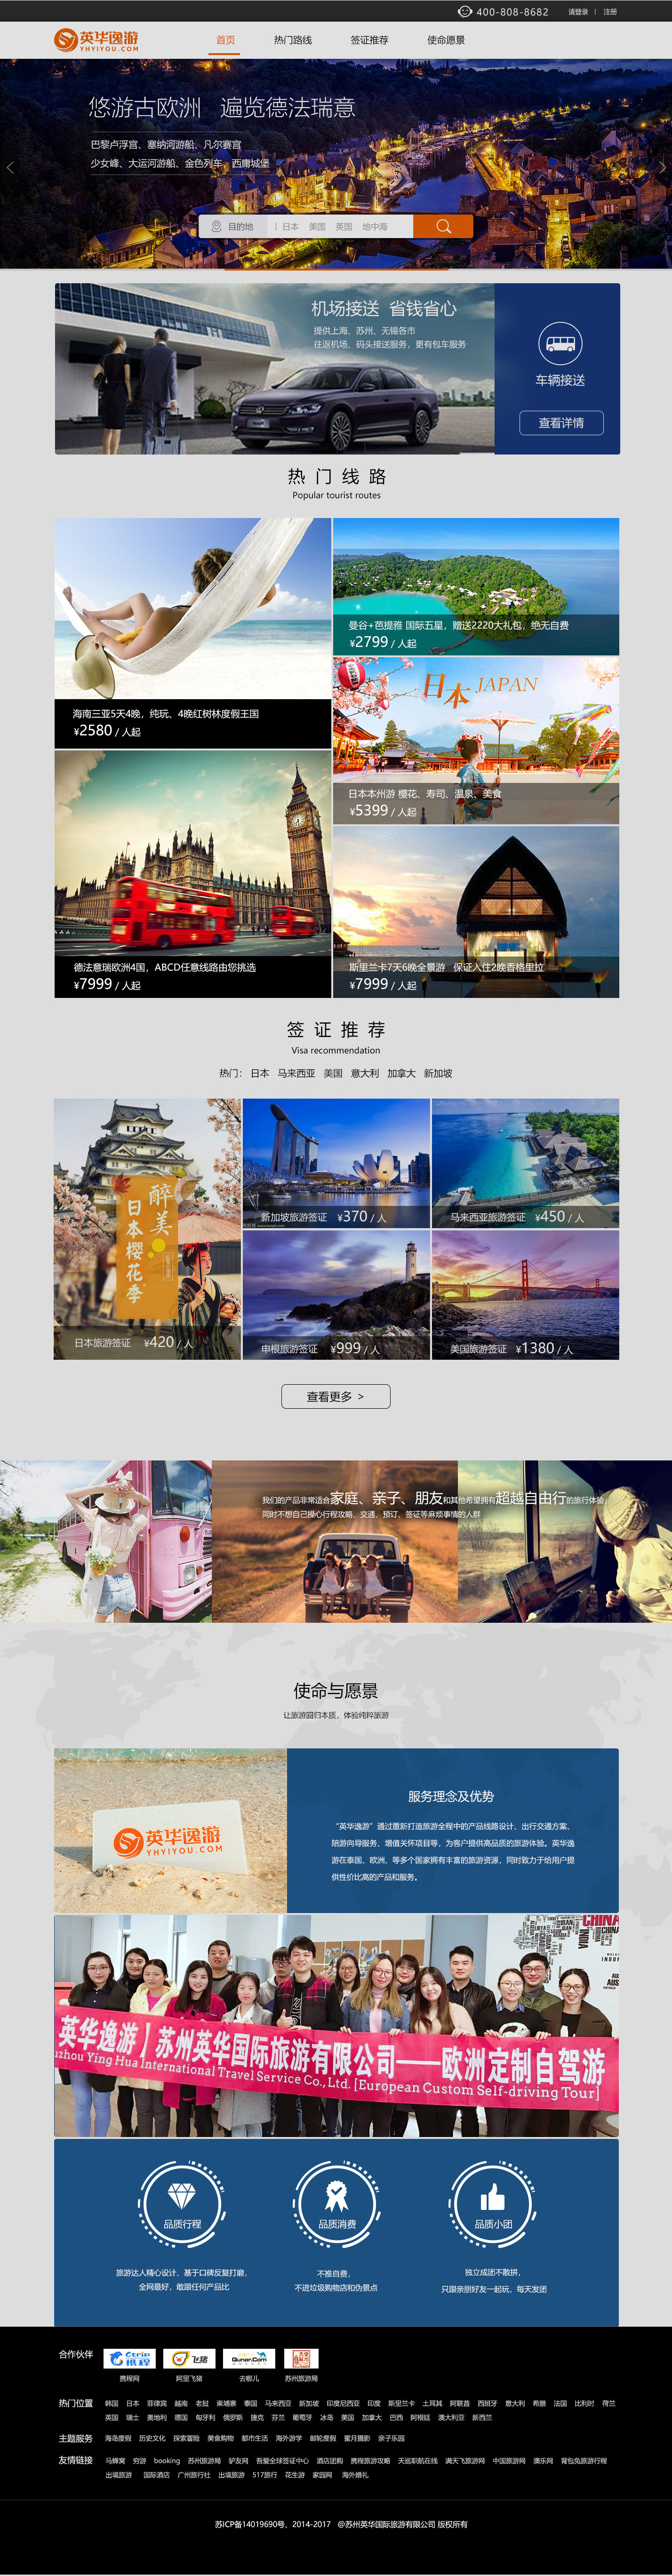 400-808-8682 请登录 | 注册
英华逸游
YHYIYOU.COM
首页 热门路线 签证推荐 使命愿景
悠游古欧洲 遍览德法瑞意
巴黎卢浮宫、塞纳河游船、凡尔赛宫
少女峰、大运河游船、金色列车、西庸城堡
目的地 | 日本 美国 英国 地中海
机场接送 省钱省心
提供上海、苏州、无锡各市
往返机场、码头接送服务，更有包车服务
车辆接送
查看详情
热门线路
Popular tourist routes
海南三亚5天4晚，纯玩、4晚红树林度假王国
¥2580 / 人起
曼谷+芭提雅 国际五星，赠送2220大礼包，绝无自费
¥2799 / 人起
日本 JAPAN
日本本州游 樱花、寿司、温泉、美食
¥5399 / 人起
德法意瑞欧洲4国，ABCD任意线路由您挑选
¥7999 / 人起
斯里兰卡7天6晚全景游 保证入住2晚香格里拉
¥7999 / 人起
签证推荐
Visa recommendation
热门： 日本 马来西亚 美国 意大利 加拿大 新加坡
醉美
日本樱花季
日本旅游签证 ¥420 / 人
新加坡旅游签证 ¥370 / 人
马来西亚旅游签证 ¥450 / 人
申根旅游签证 ¥999 / 人
美国旅游签证 ¥1380 / 人
查看更多 >
我们的产品非常适合家庭、亲子、朋友和其他希望拥有超越自由行的旅行体验，
同时不想自己操心行程攻略、交通、预订、签证等麻烦事情的人群
使命与愿景
让旅游回归本质，体验纯粹旅游
英华逸游
YHYIYOU.COM
服务理念及优势
“英华逸游”通过重新打造旅游全程中的产品线路设计、出行交通方案、
陪游向导服务、增值关怀项目等，为客户提供高品质的旅游体验。英华逸
游在泰国、欧洲、等多个国家拥有丰富的旅游资源，同时致力于给用户提
供性价比高的产品和服务。
CHINA
英华逸游】苏州英华国际旅游有限公司——欧洲定制自驾游
uzhou Ying Hua International Travel Service Co., Ltd. [European Custom Self-driving Tour]
品质行程
旅游达人精心设计、基于口碑反复打磨，
全网最好，敢跟任何产品比
品质消费
不推自费，
不进垃圾购物店和伪景点
品质小团
独立成团不散拼，
只跟亲朋好友一起玩，每天发团
合作伙伴
Ctrip 携程 飞猪 Qunar.Com
携程网 阿里飞猪 去哪儿 苏州旅游局
热门位置 韩国 日本 菲律宾 越南 老挝 柬埔寨 泰国 马来西亚 新加坡 印度尼西亚 印度 斯里兰卡 土耳其 阿联酋 西班牙 意大利 希腊 法国 比利时 荷兰
英国 瑞士 奥地利 德国 匈牙利 俄罗斯 捷克 芬兰 葡萄牙 冰岛 美国 加拿大 巴西 阿根廷 澳大利亚 新西兰
主题服务 海岛度假 历史文化 探索冒险 美食购物 都市生活 海外游学 邮轮度假 蜜月摄影 亲子乐园
友情链接 马蜂窝 穷游 booking 苏州旅游局 驴友网 吾爱全球签证中心 酒店团购 携程旅游攻略 天巡职航在线 满天飞旅游网 中国旅游网 澳乐网 背包兔旅游行程
出境旅游 国际酒店 广州旅行社 出境旅游 517旅行 花生游 家园网 海外婚礼
苏ICP备14019690号、2014-2017 @苏州英华国际旅游有限公司 版权所有